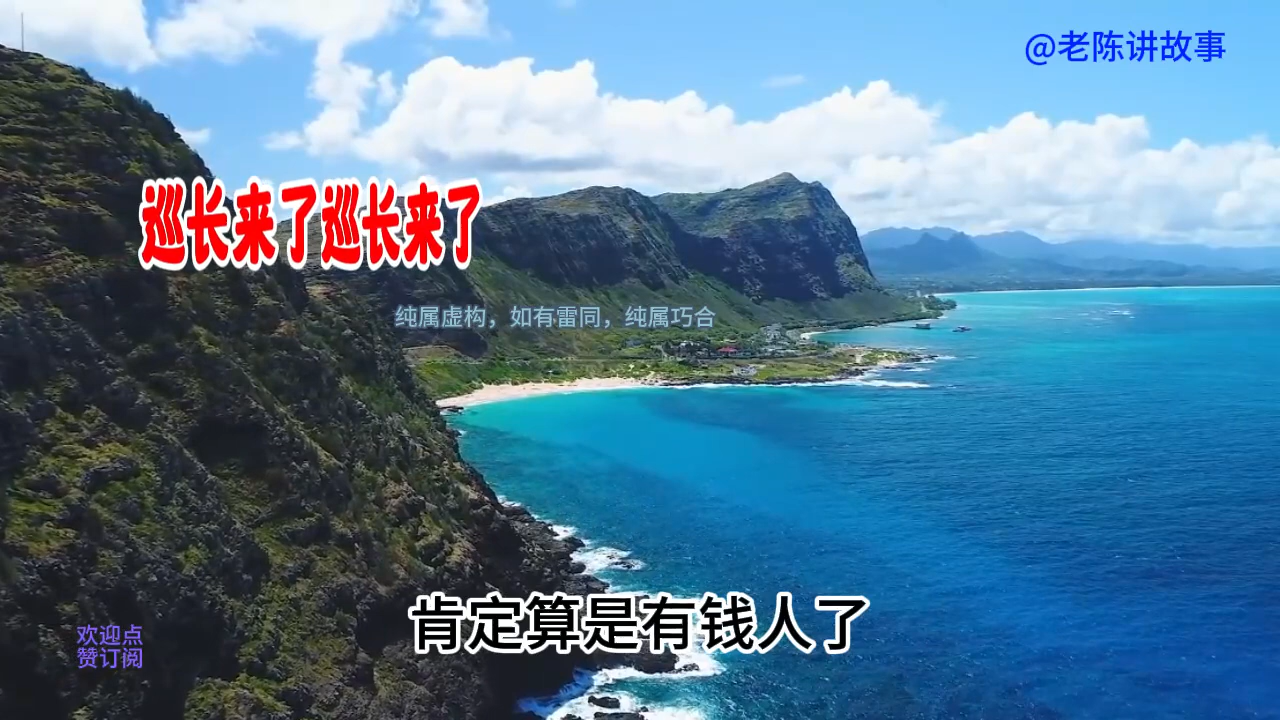 @老陈讲故事
巡长来了巡长来了
纯属虚构，如有雷同，纯属巧合
肯定算是有钱人了
欢迎点
赞订阅